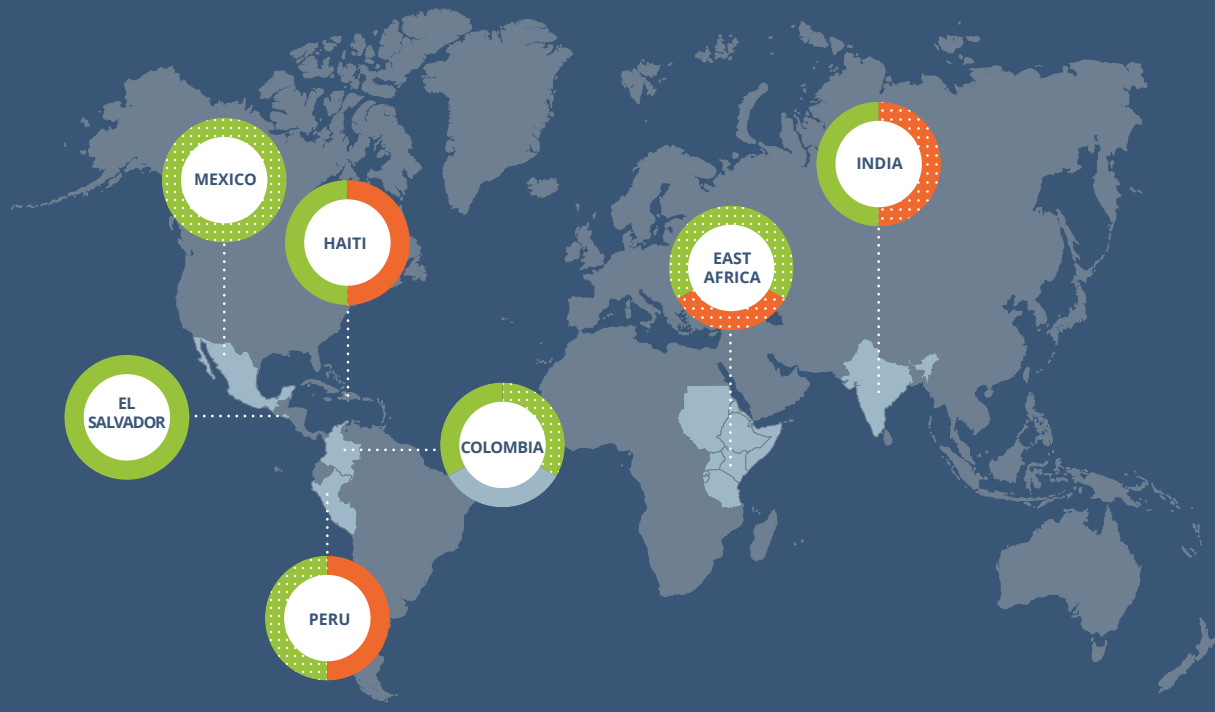 MEXICO
HAITI
INDIA
EAST
AFRICA
EL
SALVADOR
COLOMBIA
PERU